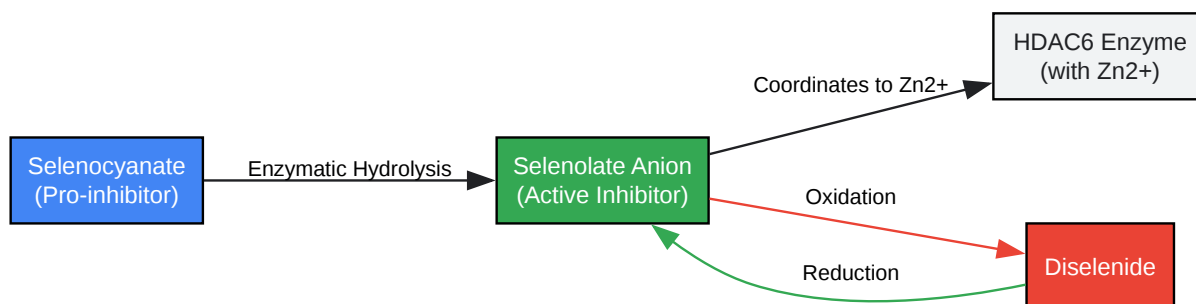 HDAC6 Enzyme
(with Zn2+)
Coordinates to Zn2+
Selenocyanate
(Pro-inhibitor)
Enzymatic Hydrolysis
Selenolate Anion
(Active Inhibitor)
Oxidation
Reduction
Diselenide